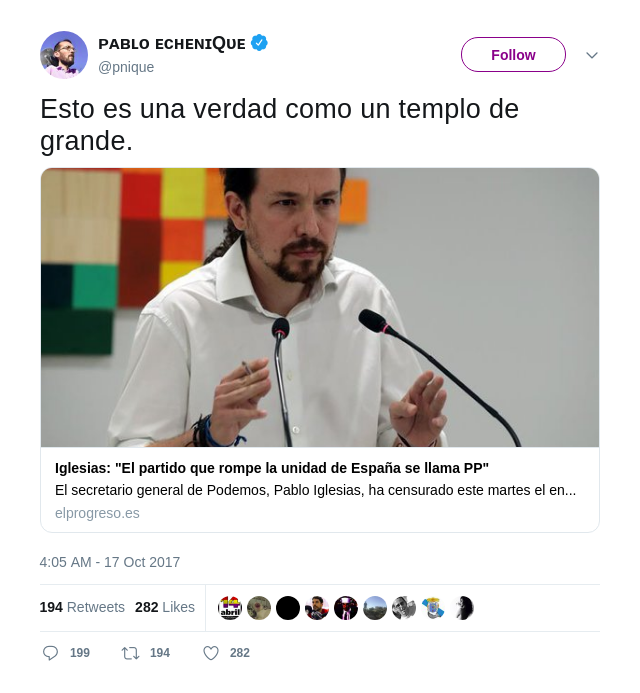 PABLO ECHENIQUE
@pnique
Follow
Esto es una verdad como un templo de
grande.
Iglesias: "El partido que rompe la unidad de España se llama PP"
El secretario general de Podemos, Pablo Iglesias, ha censurado este martes el en...
elprogreso.es
4:05 AM - 17 Oct 2017
194 Retweets 282 Likes
abril
199 194 282